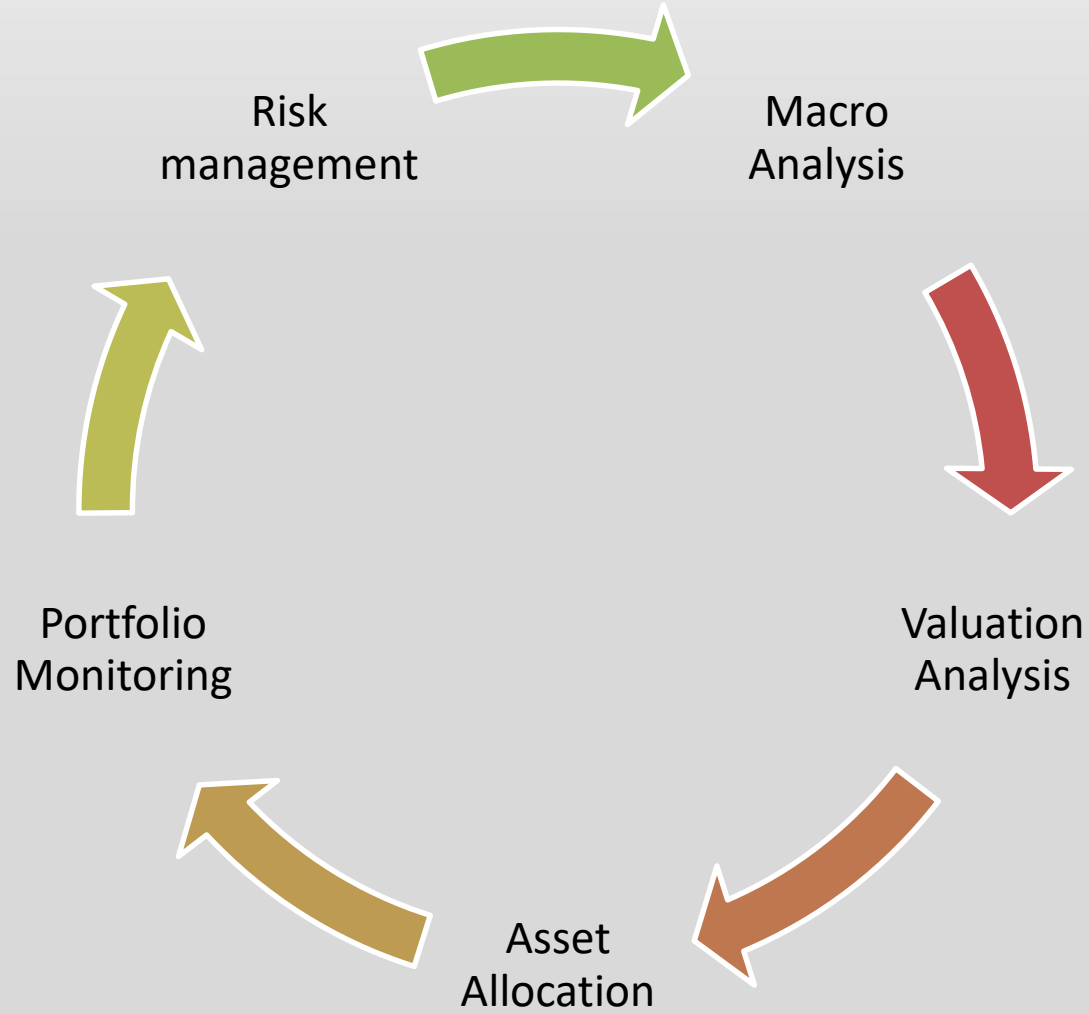 Risk
management
Macro
Analysis
Valuation
Analysis
Asset
Allocation
Portfolio
Monitoring